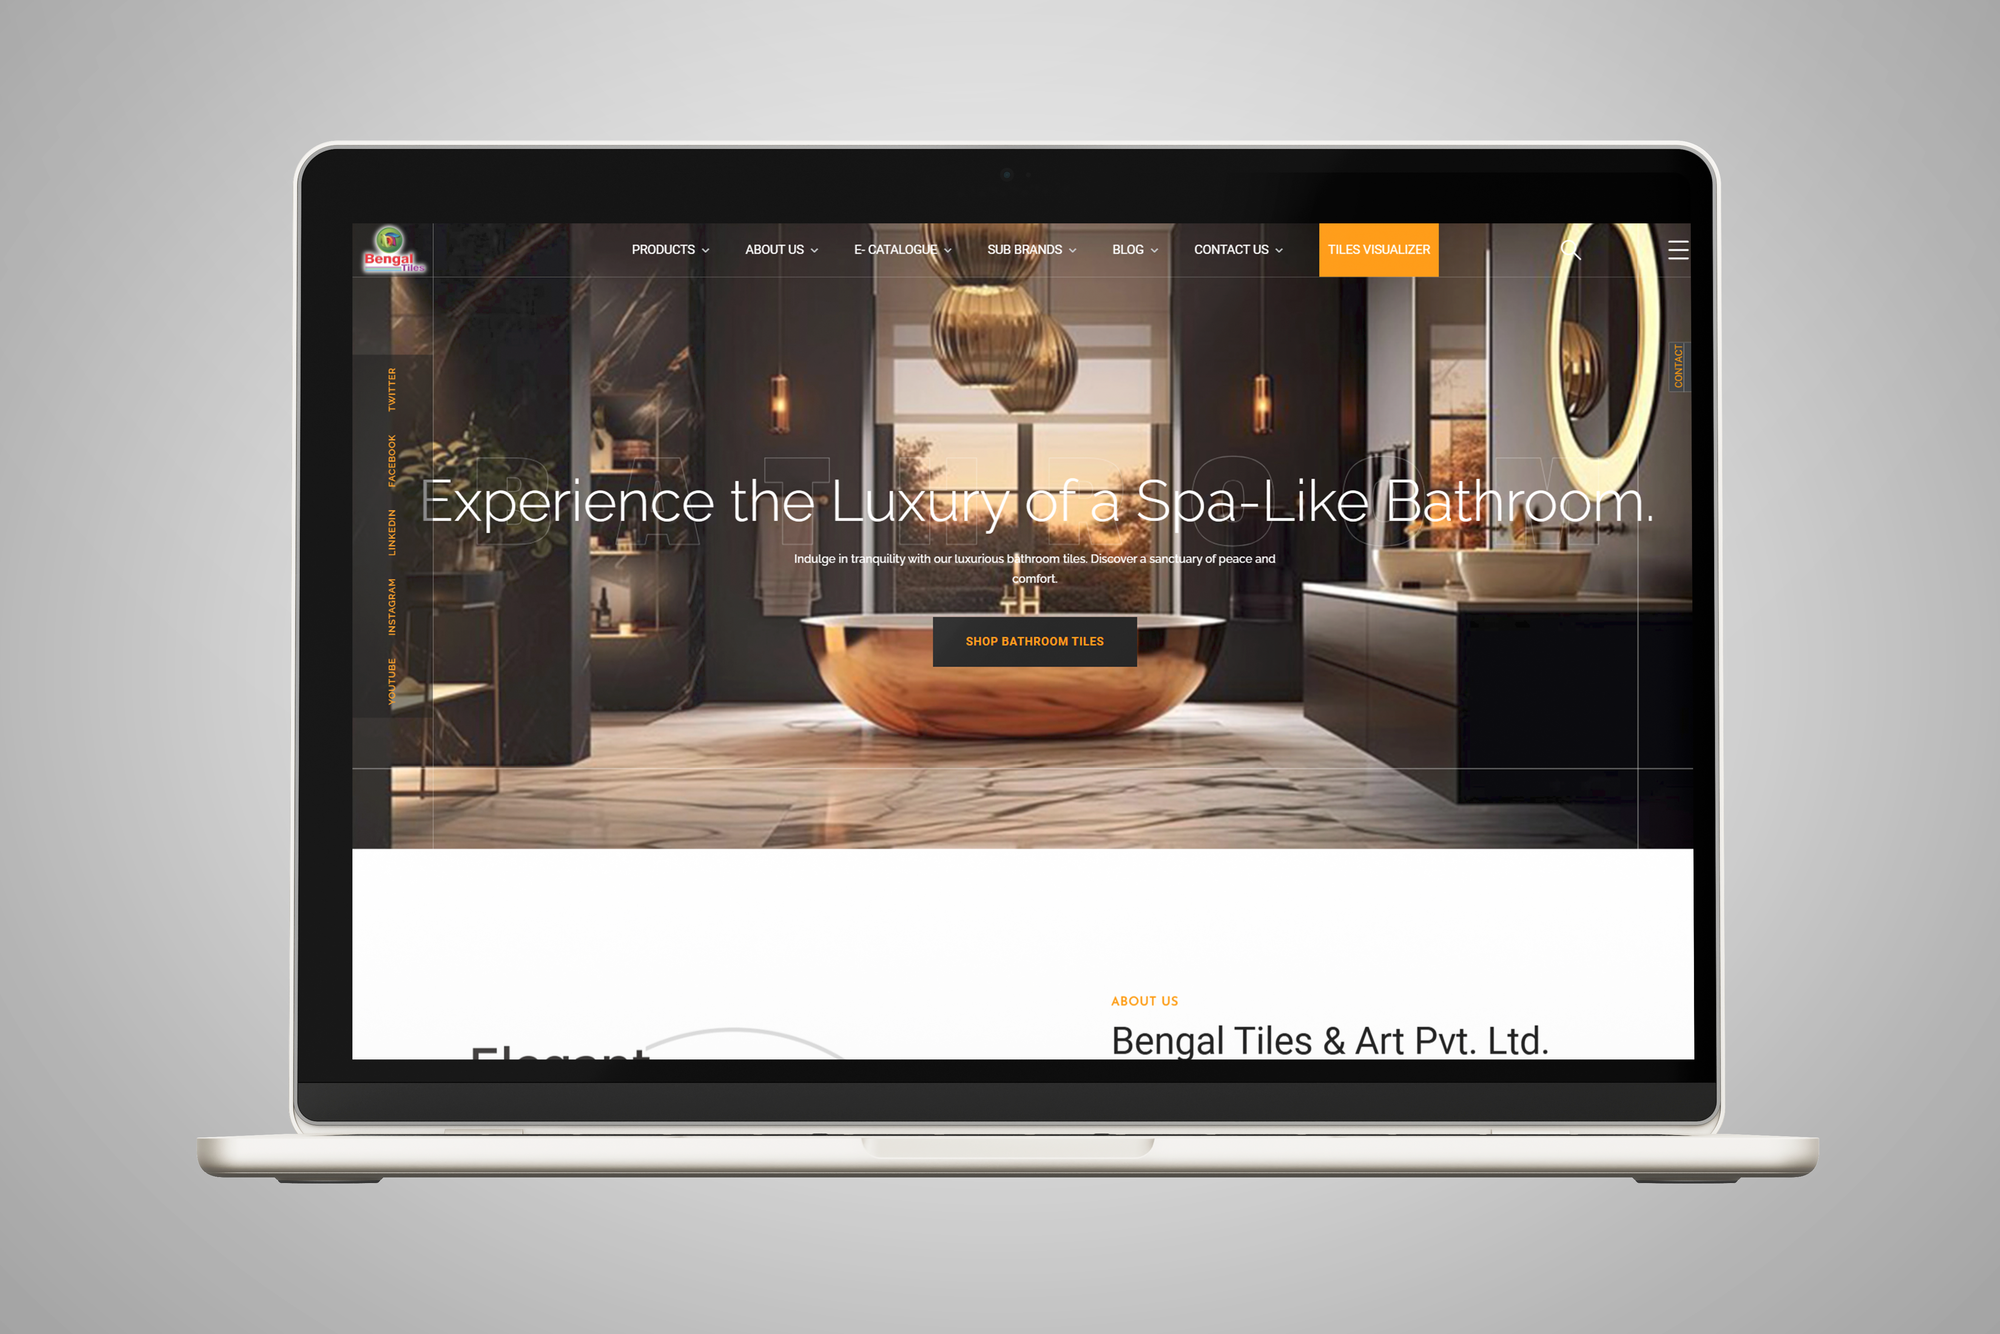 Bengal
Tiles
PRODUCTS
ABOUT US
E- CATALOGUE
SUB BRANDS
BLOG
CONTACT US
TILES VISUALIZER
TWITTER
FACEBOOK
LINKEDIN
INSTAGRAM
YOUTUBE
CONTACT
BATHROOM
Experience the Luxury of a Spa-Like Bathroom.
Indulge in tranquility with our luxurious bathroom tiles. Discover a sanctuary of peace and
comfort.
SHOP BATHROOM TILES
ABOUT US
Bengal Tiles & Art Pvt. Ltd.
Elegant